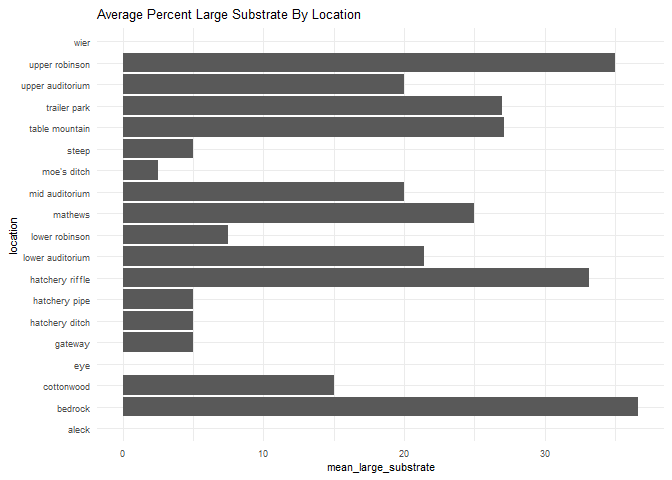 Average Percent Large Substrate By Location
wier
upper robinson
upper auditorium
trailer park
table mountain
steep
moe's ditch
mid auditorium
mathews
lower robinson
lower auditorium
hatchery riffle
hatchery pipe
hatchery ditch
gateway
eye
cottonwood
bedrock
aleck
location
0 10 20 30
mean_large_substrate